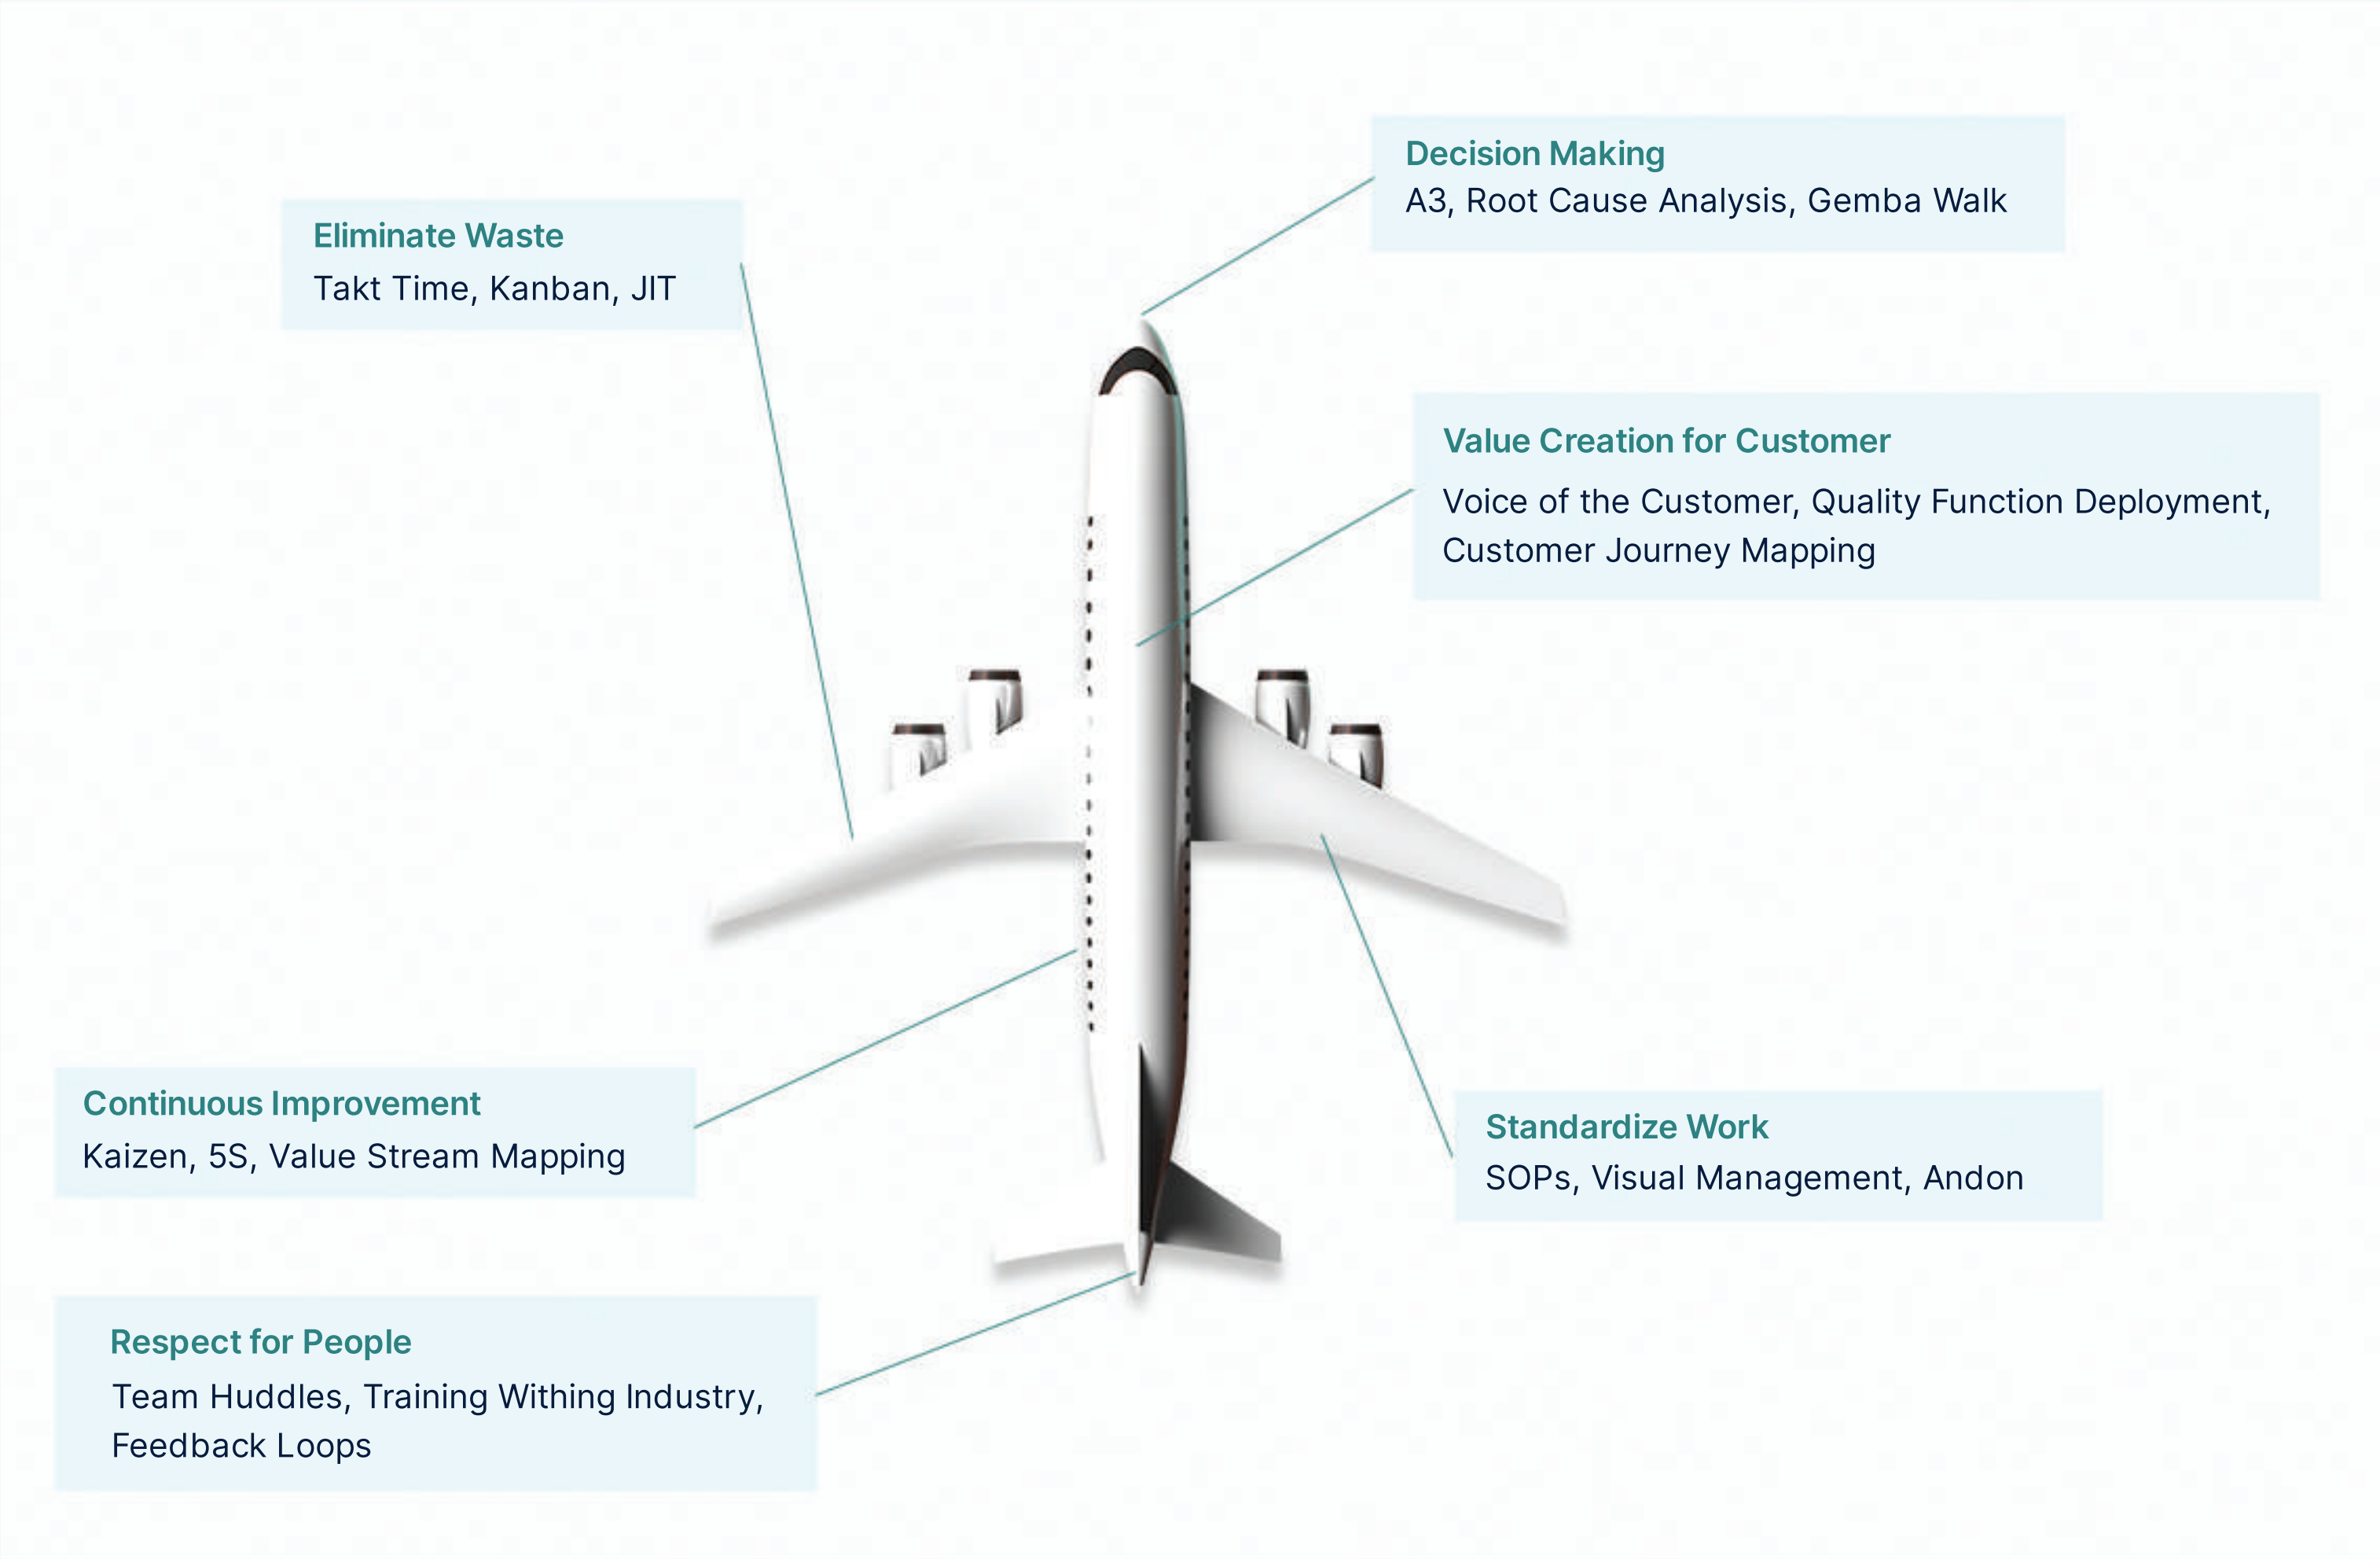 Decision Making
A3, Root Cause Analysis, Gemba Walk
Eliminate Waste
Takt Time, Kanban, JIT
Value Creation for Customer
Voice of the Customer, Quality Function Deployment,
Customer Journey Mapping
Continuous Improvement
Kaizen, 5S, Value Stream Mapping
Standardize Work
SOPs, Visual Management, Andon
Respect for People
Team Huddles, Training Withing Industry,
Feedback Loops